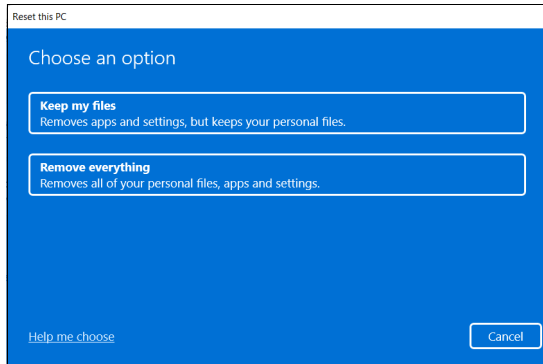 Reset this PC
Choose an option
Keep my files
Removes apps and settings, but keeps your personal files.
Remove everything
Removes all of your personal files, apps and settings.
Help me choose
Cancel